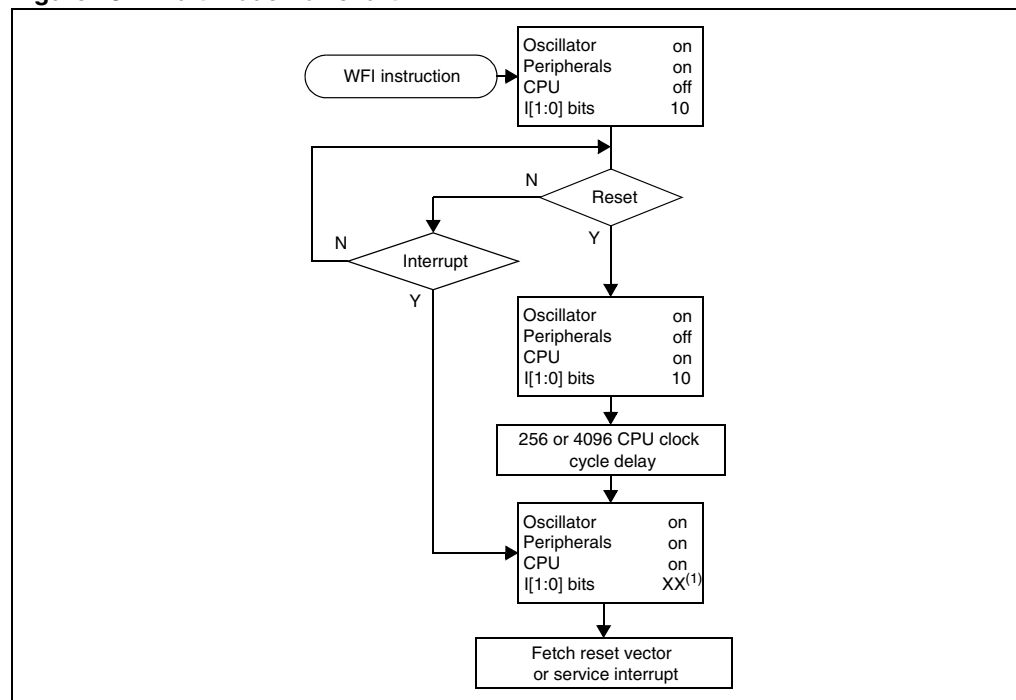 WFI instruction
Oscillator on
Peripherals on
CPU off
I[1:0] bits 10
N
Reset
Y
N
Interrupt
Y
Oscillator on
Peripherals off
CPU on
I[1:0] bits 10
256 or 4096 CPU clock
cycle delay
Oscillator on
Peripherals on
CPU on
I[1:0] bits XX(1)
Fetch reset vector
or service interrupt